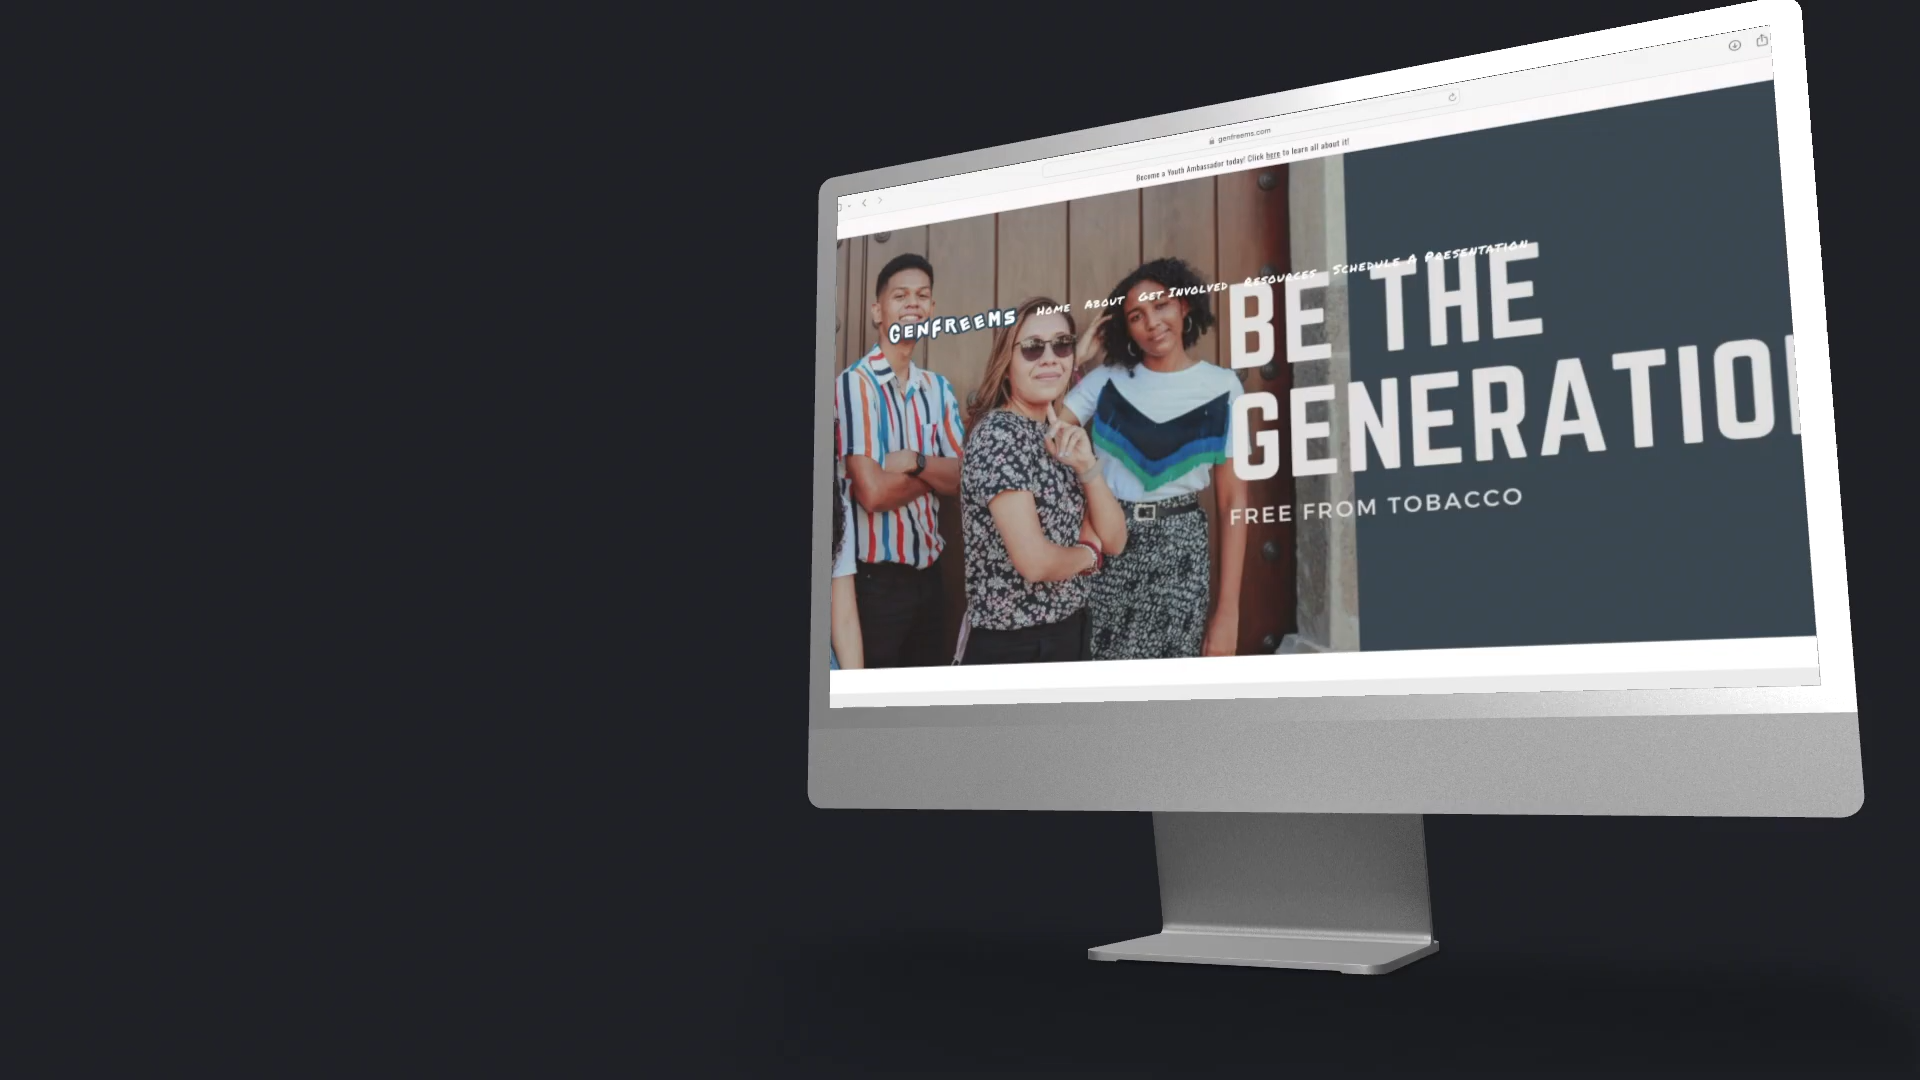 genfreems.com
Become a Youth Ambassador today! Click here to learn all about it!
GENFREEMS
HOME ABOUT GET INVOLVED RESOURCES SCHEDULE A PRESENTATION
BE THE
GENERATION
FREE FROM TOBACCO